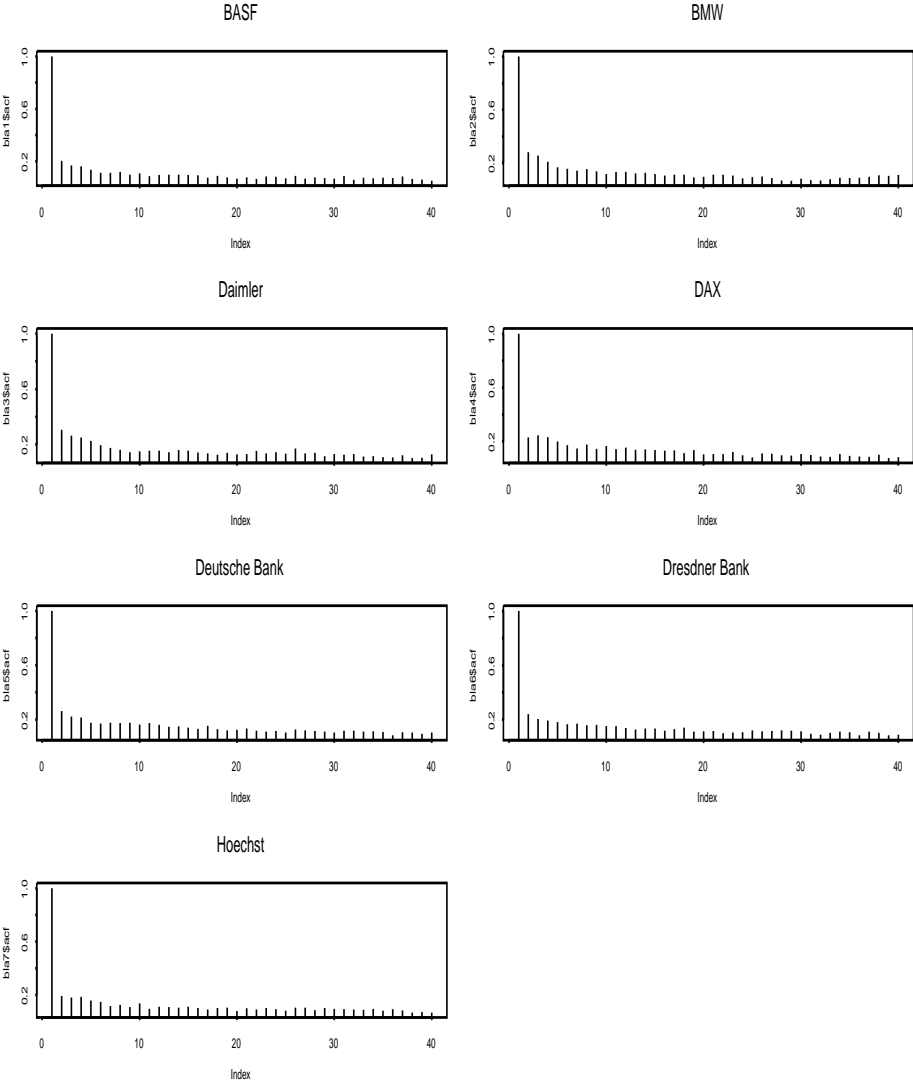 BASF
bla1$acf
1.0
0.6
0.2
0 10 20 30 40
Index
BMW
bla2$acf
1.0
0.6
0.2
0 10 20 30 40
Index
Daimler
bla3$acf
1.0
0.6
0.2
0 10 20 30 40
Index
DAX
bla4$acf
1.0
0.6
0.2
0 10 20 30 40
Index
Deutsche Bank
bla5$acf
1.0
0.6
0.2
0 10 20 30 40
Index
Dresdner Bank
bla6$acf
1.0
0.6
0.2
0 10 20 30 40
Index
Hoechst
bla7$acf
1.0
0.6
0.2
0 10 20 30 40
Index